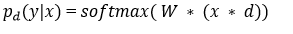 p_d(y|x) = softmax( W * (x * d))